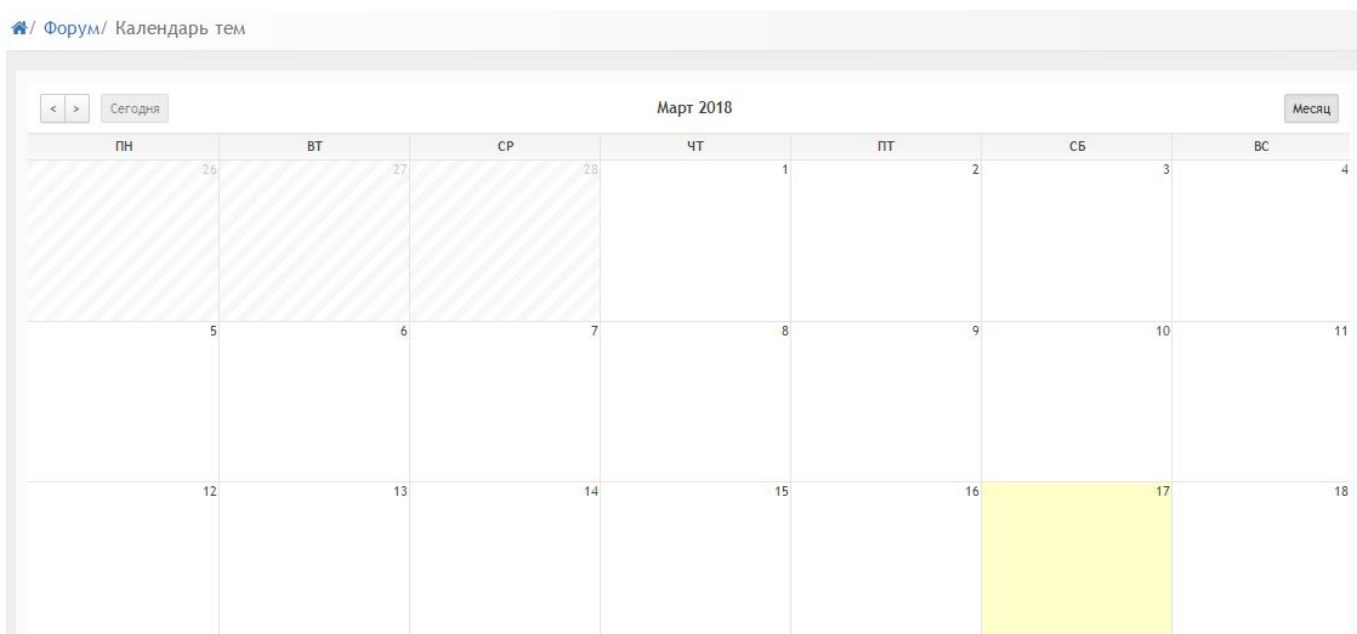 / Форум/ Календарь тем
< > Сегодня Март 2018 Месяц
ПН ВТ СР ЧТ ПТ СБ ВС
26 27 28 1 2 3 4
5 6 7 8 9 10 11
12 13 14 15 16 17 18